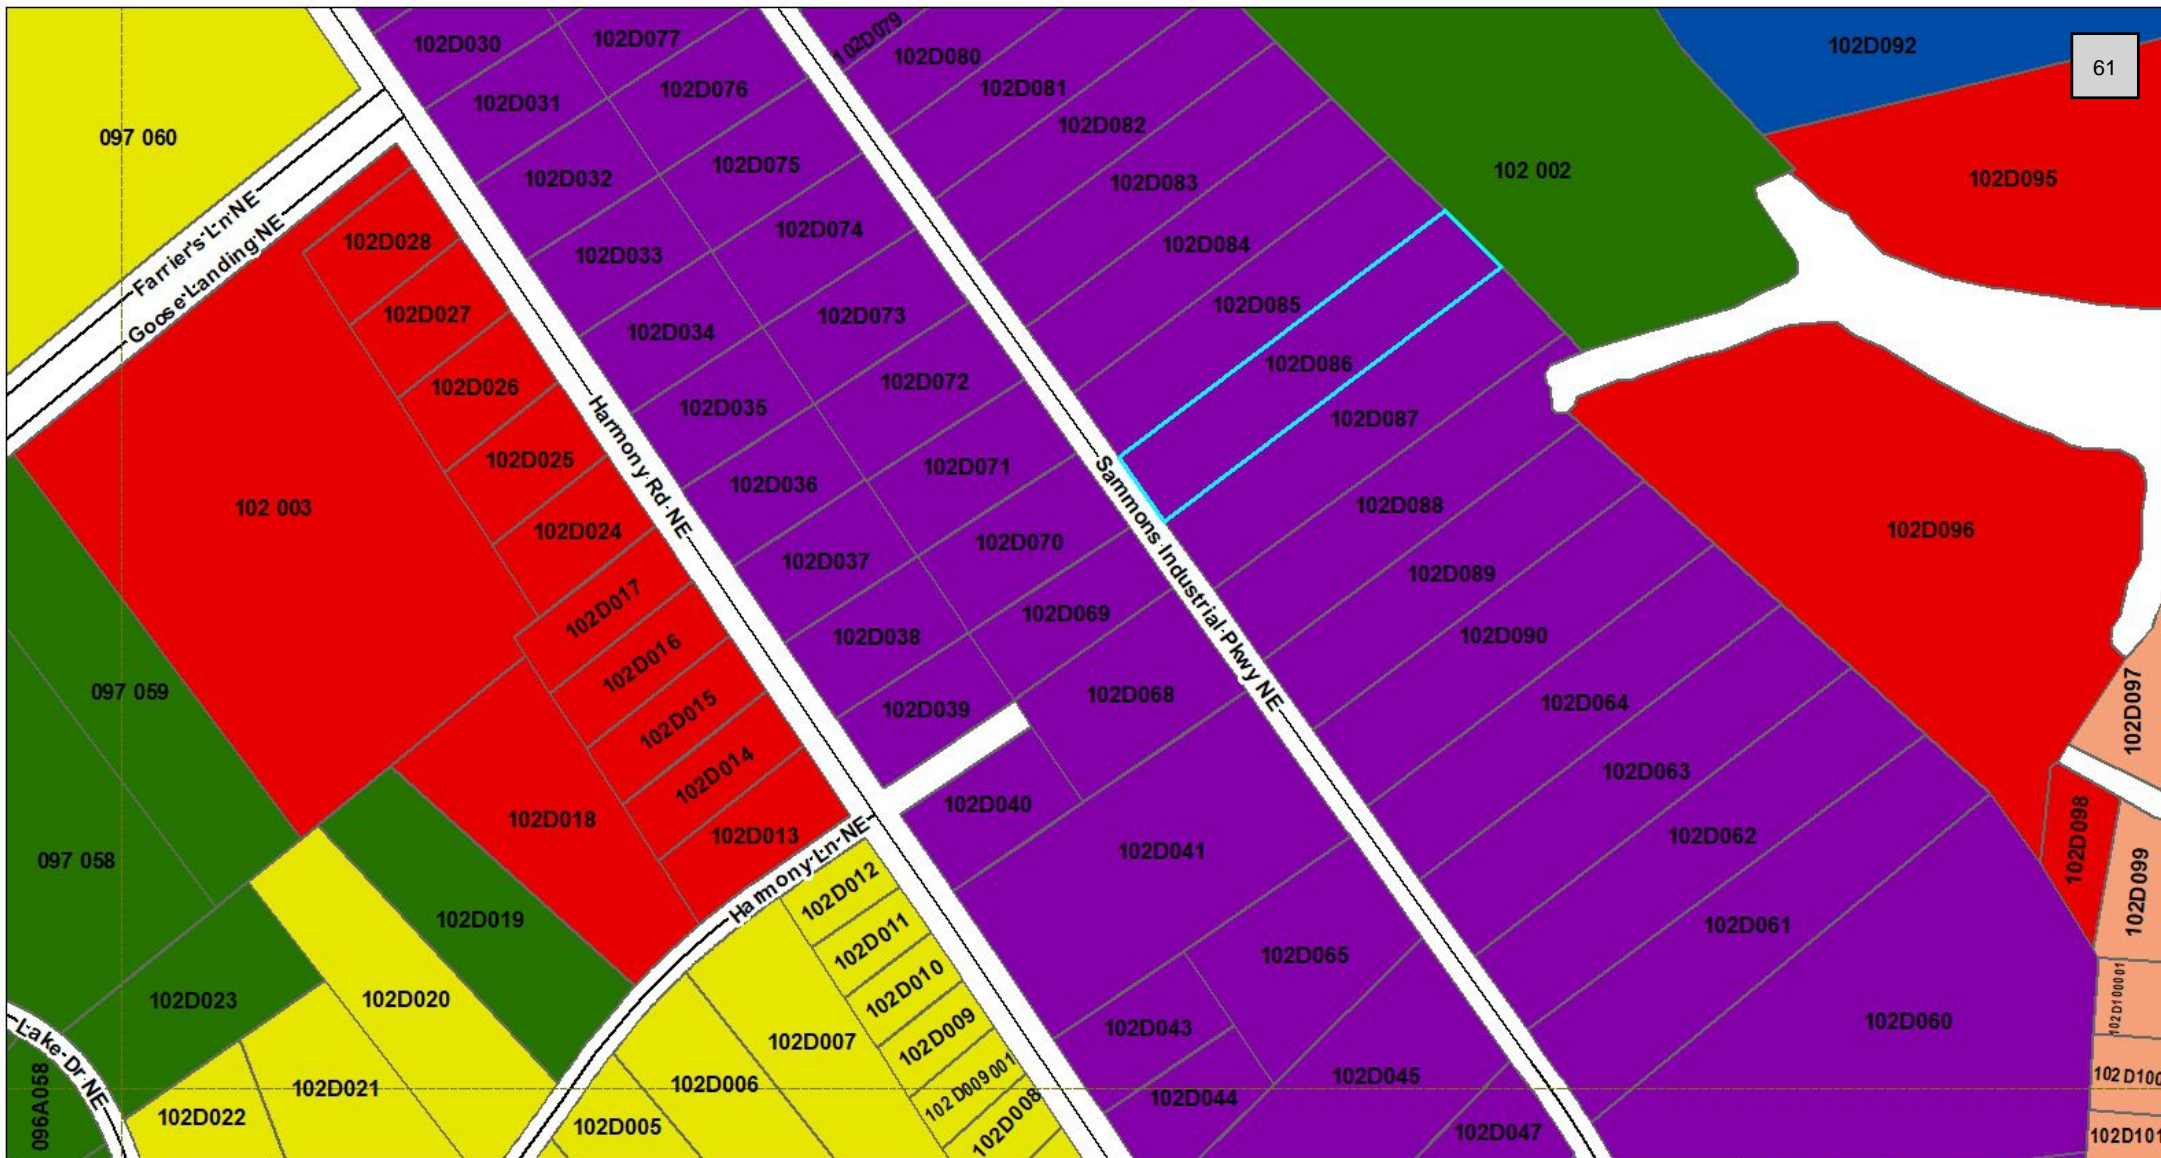 102D030
102D077
102D079
102D080
102D092
61
102D031
102D076
102D081
097 060
102D082
102D032
102D075
102D083
102 002
102D095
Farrier's Ln NE
Goose Landing NE
102D028
102D033
102D074
102D084
102D027
102D034
102D073
102D085
102D026
102D035
102D072
102D086
102D087
102D025
Harmony Rd NE
102D036
102D071
Sammons Industrial Pkwy NE
102D088
102 003
102D024
102D037
102D070
102D089
102D096
102D017
102D038
102D069
102D090
102D016
097 059
102D015
102D039
102D068
102D064
102D097
102D014
102D063
102D018
102D013
102D040
102D062
102D098
097 058
Harmony Ln NE
102D041
102D099
102D012
102D019
102D011
102D061
102D010
102D065
102D023
102D020
102D100001
Lake Dr NE
102D007
102D009
102D043
102D060
102D006
102D009001
102D045
102D100
096A058
102D021
102D044
102D022
102D005
102D008
102D047
102D101